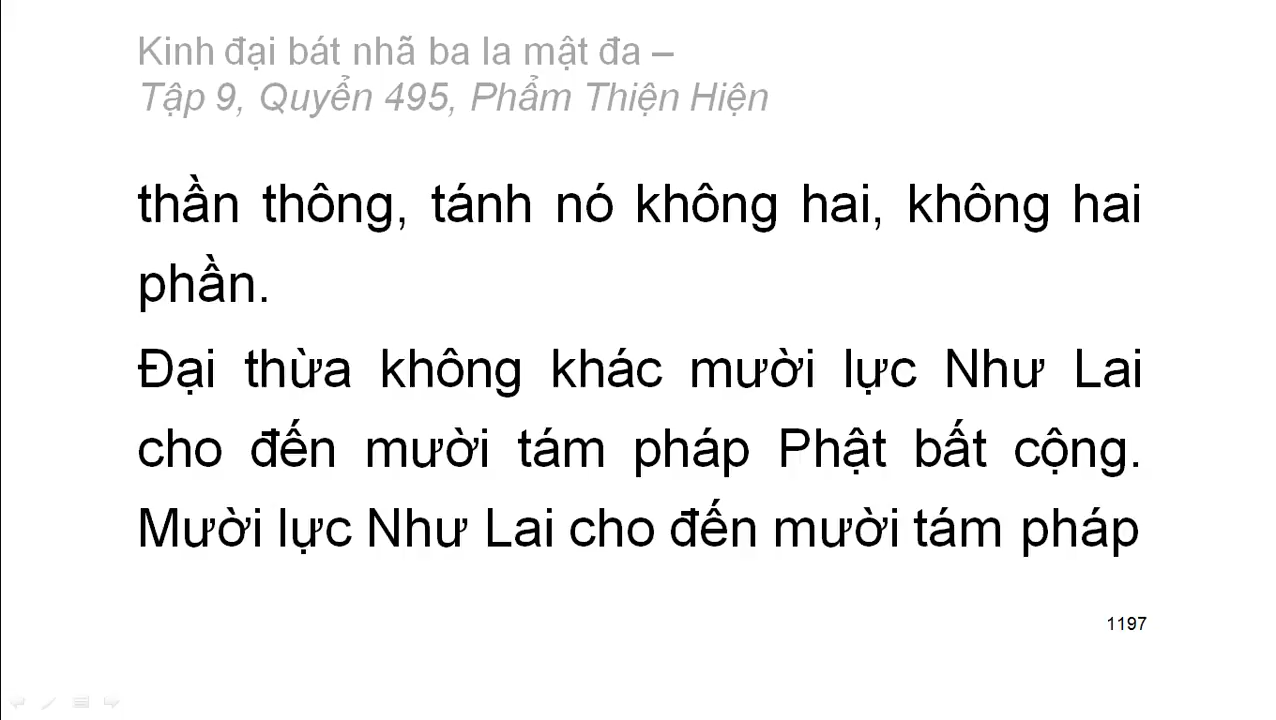 Kinh đại bát nhã ba la mật đa –
Tập 9, Quyển 495, Phẩm Thiện Hiện
thần thông, tánh nó không hai, không hai
phần.
Đại thừa không khác mười lực Như Lai
cho đến mười tám pháp Phật bất cộng.
Mười lực Như Lai cho đến mười tám pháp
1197